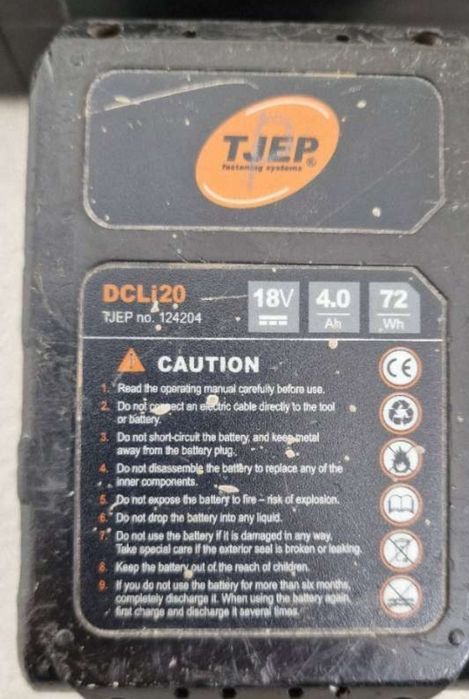 TJEP®
fastening systems
DCLi20
TJEP no. 124204
18V
4.0
Ah
72
Wh
CAUTION
CE
1. Read the operating manual carefully before use.
2. Do not connect an electric cable directly to the tool
or battery.
3. Do not short-circuit the battery, and keep metal
away from the battery plug.
4. Do not disassemble the battery to replace any of the
inner components.
5. Do not expose the battery to fire – risk of explosion.
6. Do not drop the battery into any liquid.
7. Do not use the battery if it is damaged in any way.
Take special care if the exterior seal is broken or leaking.
8. Keep the battery out of the reach of children.
9. If you do not use the battery for more than six months,
completely discharge it. When using the battery again,
first charge and discharge it several times.